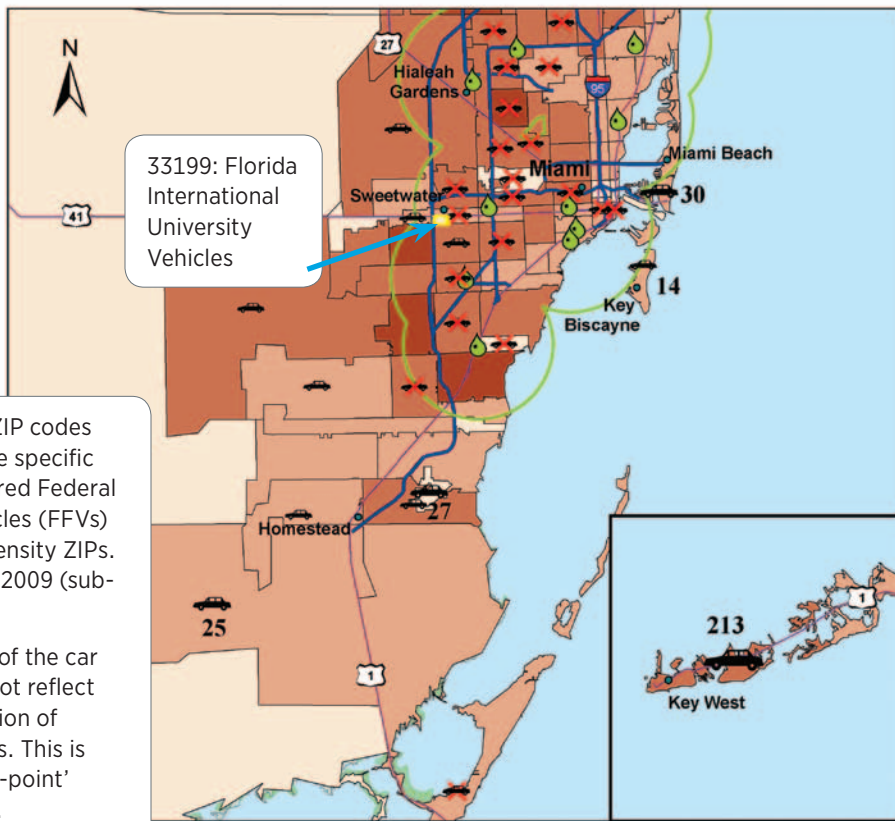 N
27
Hialeah
Gardens
95
33199: Florida
International
University
Vehicles
Miami
Miami Beach
Sweetwater
41
30
14
Key
Biscayne
ZIP codes
e specific
red Federal
cles (FFVs)
ensity ZIPs.
2009 (sub-
27
Homestead
25
of the car
ot reflect
ion of
s. This is
-point'
1
213
1
Key West